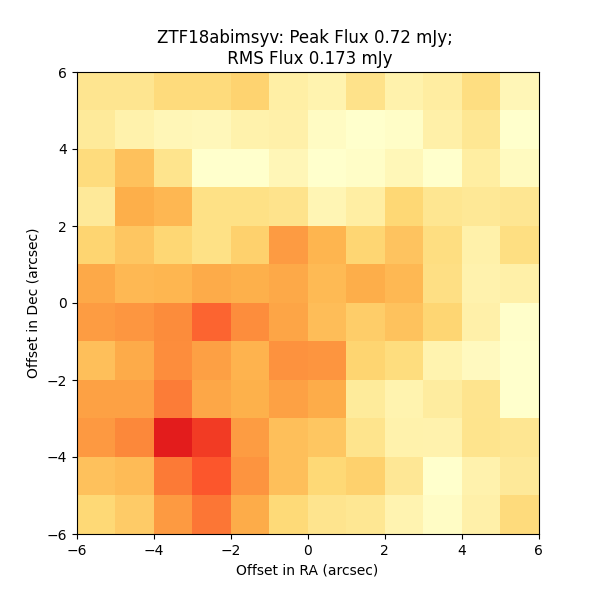 ZTF18abimsyv: Peak Flux 0.72 mJy;
RMS Flux 0.173 mJy
6
4
2
0
−2
−4
−6
Offset in Dec (arcsec)
−6 −4 −2 0 2 4 6
Offset in RA (arcsec)